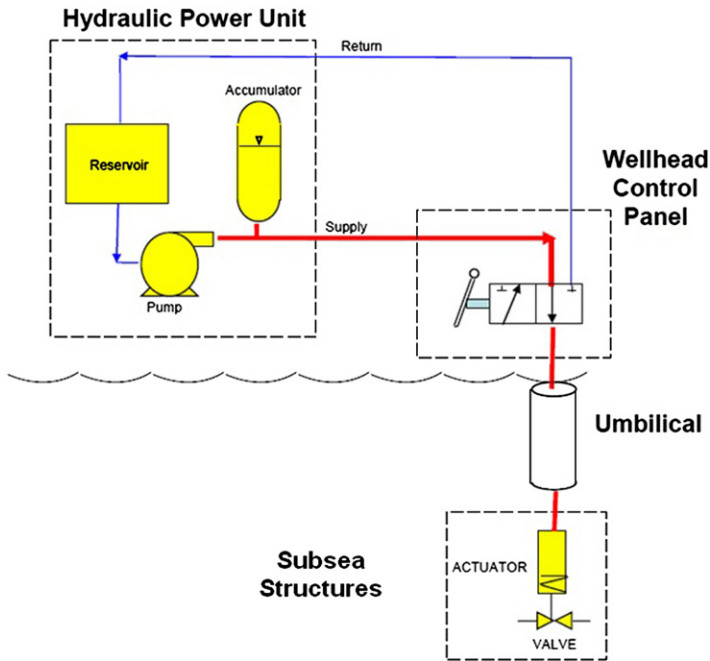 Hydraulic Power Unit
Return
Accumulator
Reservoir
Wellhead
Control
Panel
Supply
Pump
Umbilical
Subsea
Structures
ACTUATOR
VALVE